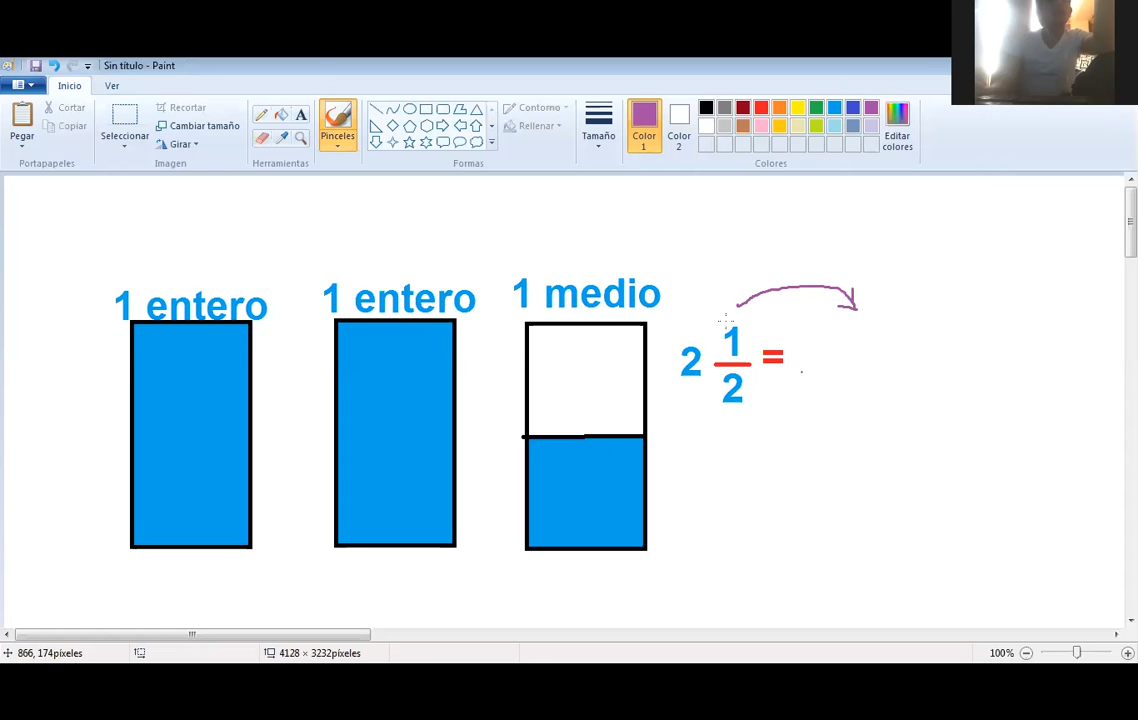 Sin título - Paint
Inicio Ver
Pegar
Cortar
Copiar
Portapapeles
Seleccionar
Recortar
Cambiar tamaño
Girar
Imagen
A
Herramientas
Pinceles
Contorno
Rellenar
Formas
Tamaño
Color
1
Color
2
Editar
colores
Colores
1 entero
1 entero
1 medio
2 1/2 =
866, 174píxeles
4128 × 3232píxeles
100%